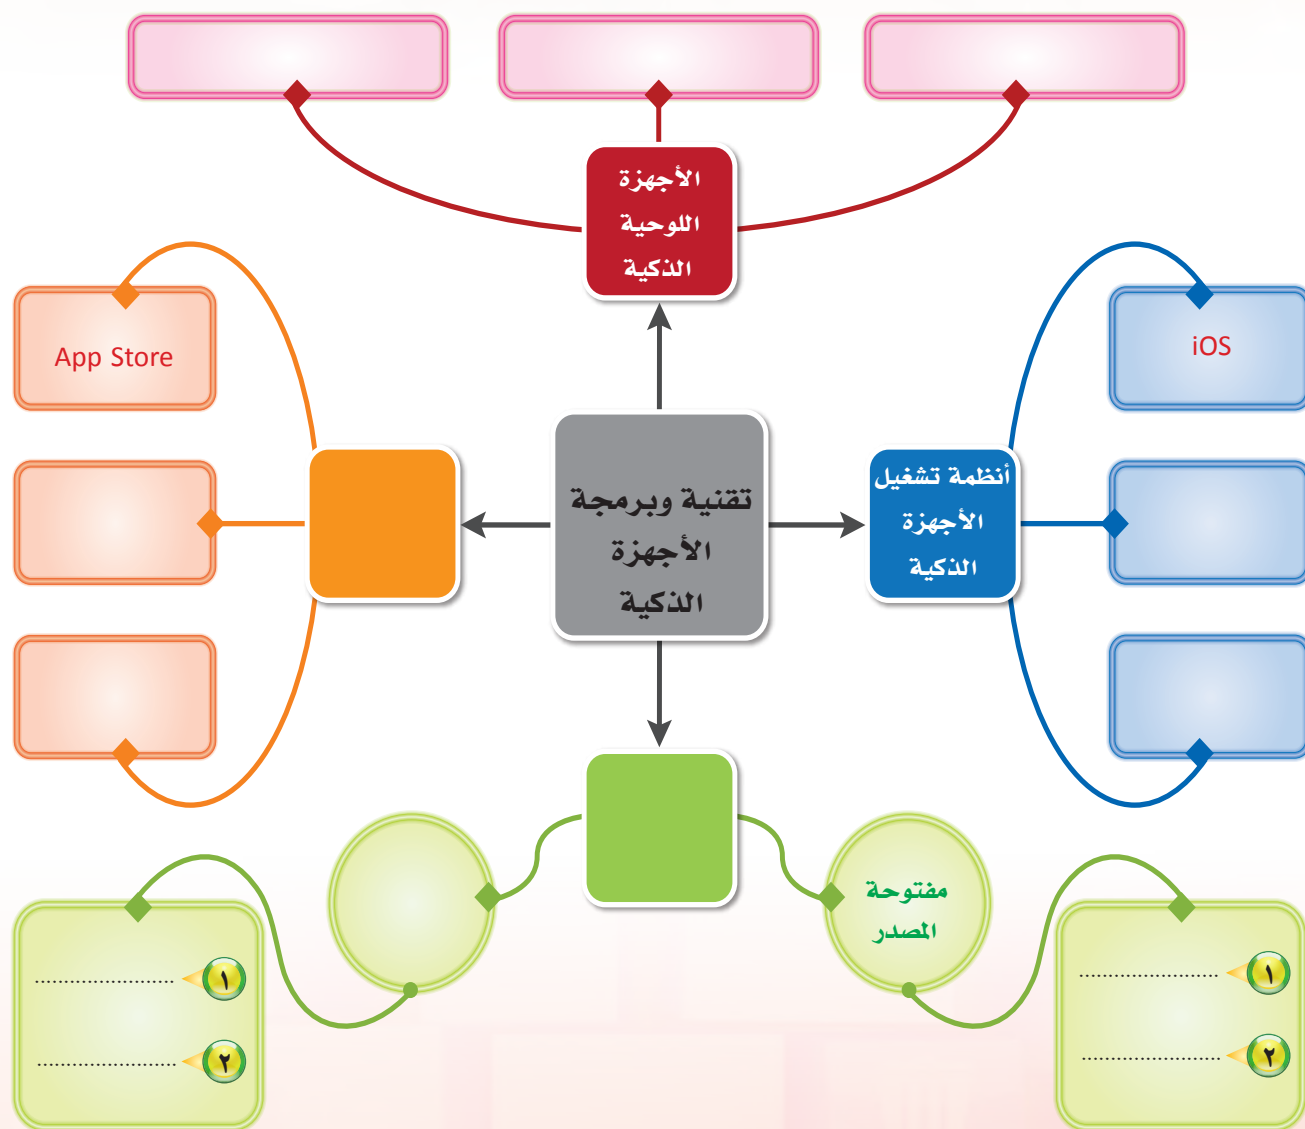 الأجهزة
اللوحية
الذكية
iOS
App Store
أنظمة تشغيل
الأجهزة
الذكية
تقنية وبرمجة
الأجهزة
الذكية
مفتوحة
المصدر
١ ........................
٢ ........................
١ ........................
٢ ........................